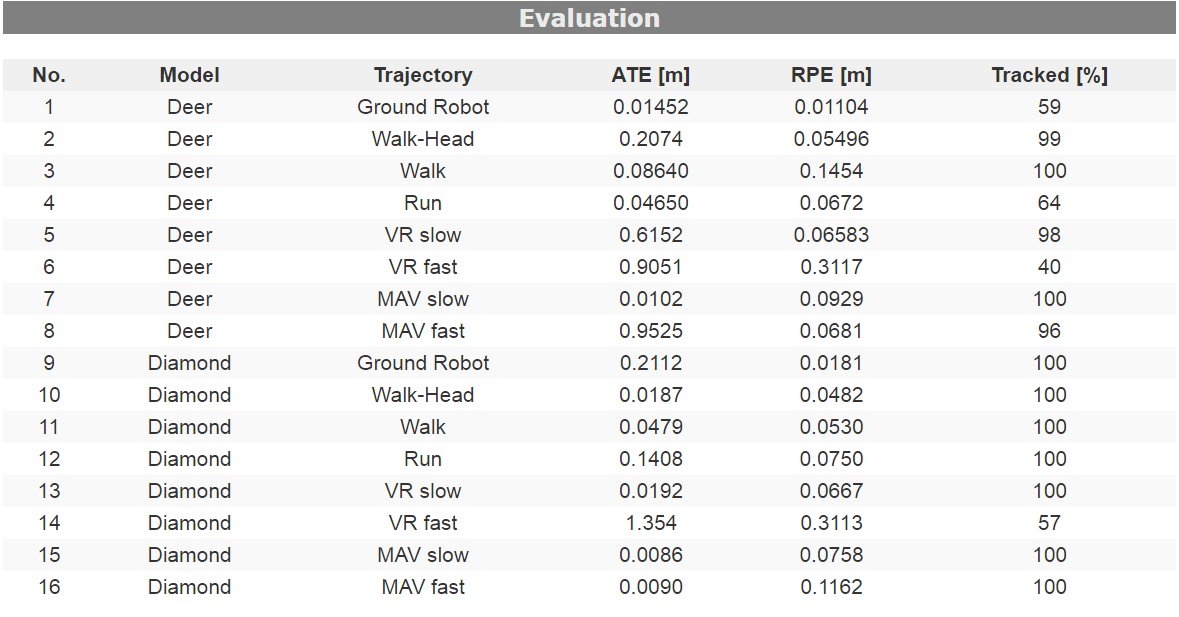 Evaluation
No. Model Trajectory ATE [m] RPE [m] Tracked [%]
1 Deer Ground Robot 0.01452 0.01104 59
2 Deer Walk-Head 0.2074 0.05496 99
3 Deer Walk 0.08640 0.1454 100
4 Deer Run 0.04650 0.0672 64
5 Deer VR slow 0.6152 0.06583 98
6 Deer VR fast 0.9051 0.3117 40
7 Deer MAV slow 0.0102 0.0929 100
8 Deer MAV fast 0.9525 0.0681 96
9 Diamond Ground Robot 0.2112 0.0181 100
10 Diamond Walk-Head 0.0187 0.0482 100
11 Diamond Walk 0.0479 0.0530 100
12 Diamond Run 0.1408 0.0750 100
13 Diamond VR slow 0.0192 0.0667 100
14 Diamond VR fast 1.354 0.3113 57
15 Diamond MAV slow 0.0086 0.0758 100
16 Diamond MAV fast 0.0090 0.1162 100